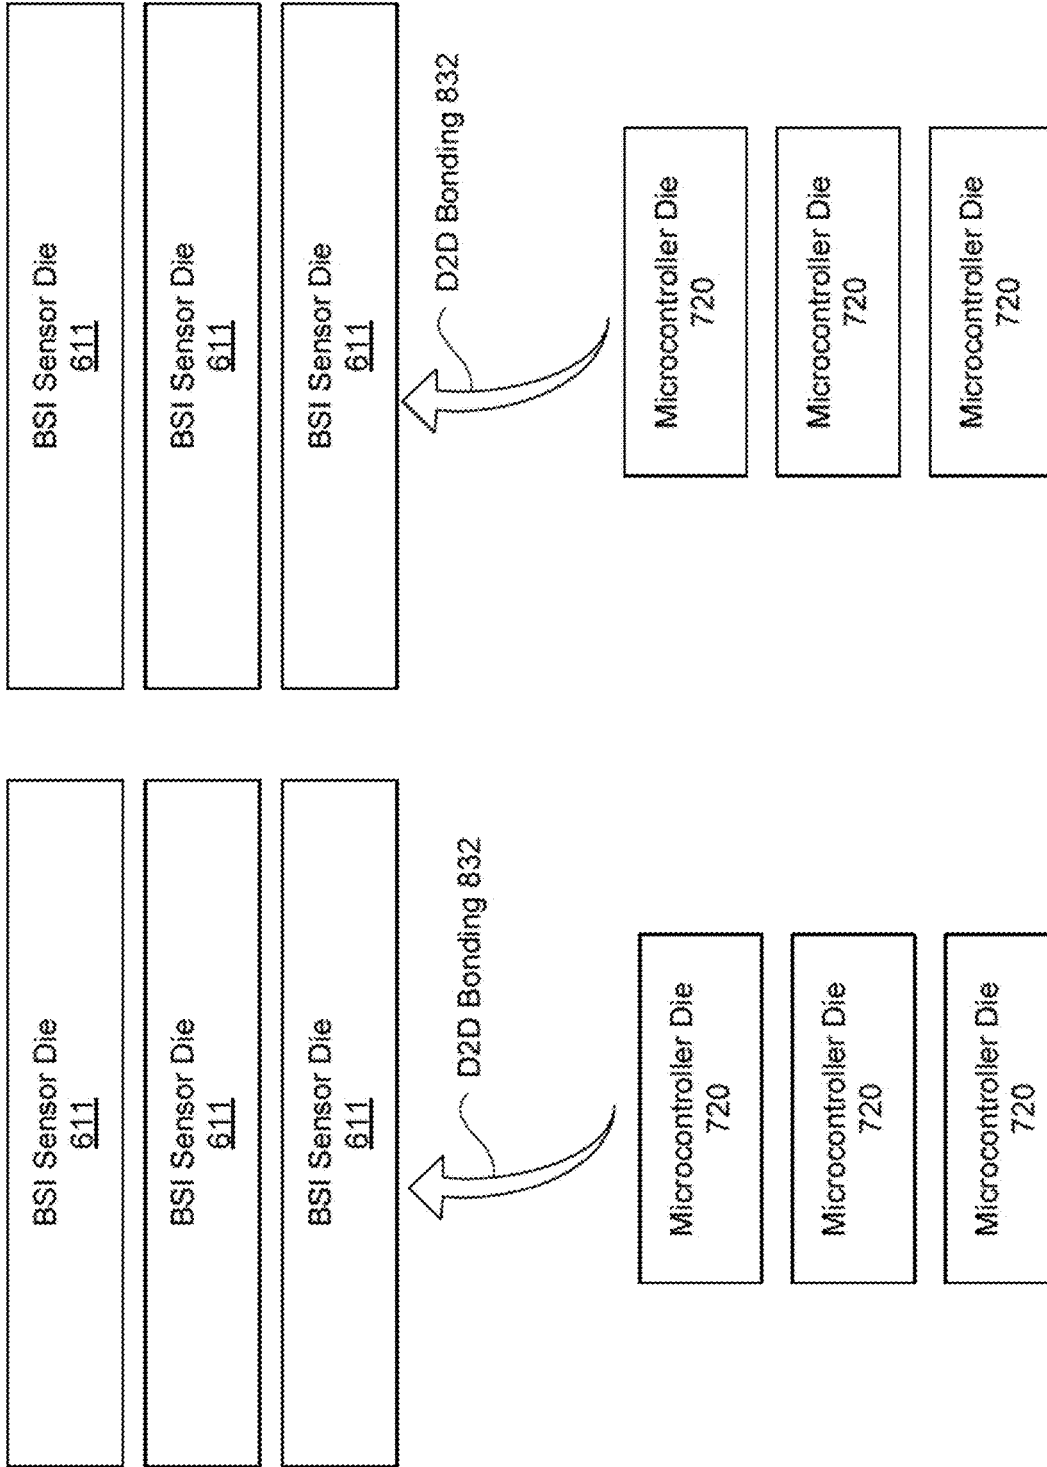 BSI Sensor Die
611
BSI Sensor Die
611
BSI Sensor Die
611
D2D Bonding 832
Microcontroller Die
720
Microcontroller Die
720
Microcontroller Die
720
BSI Sensor Die
611
BSI Sensor Die
611
BSI Sensor Die
611
D2D Bonding 832
Microcontroller Die
720
Microcontroller Die
720
Microcontroller Die
720